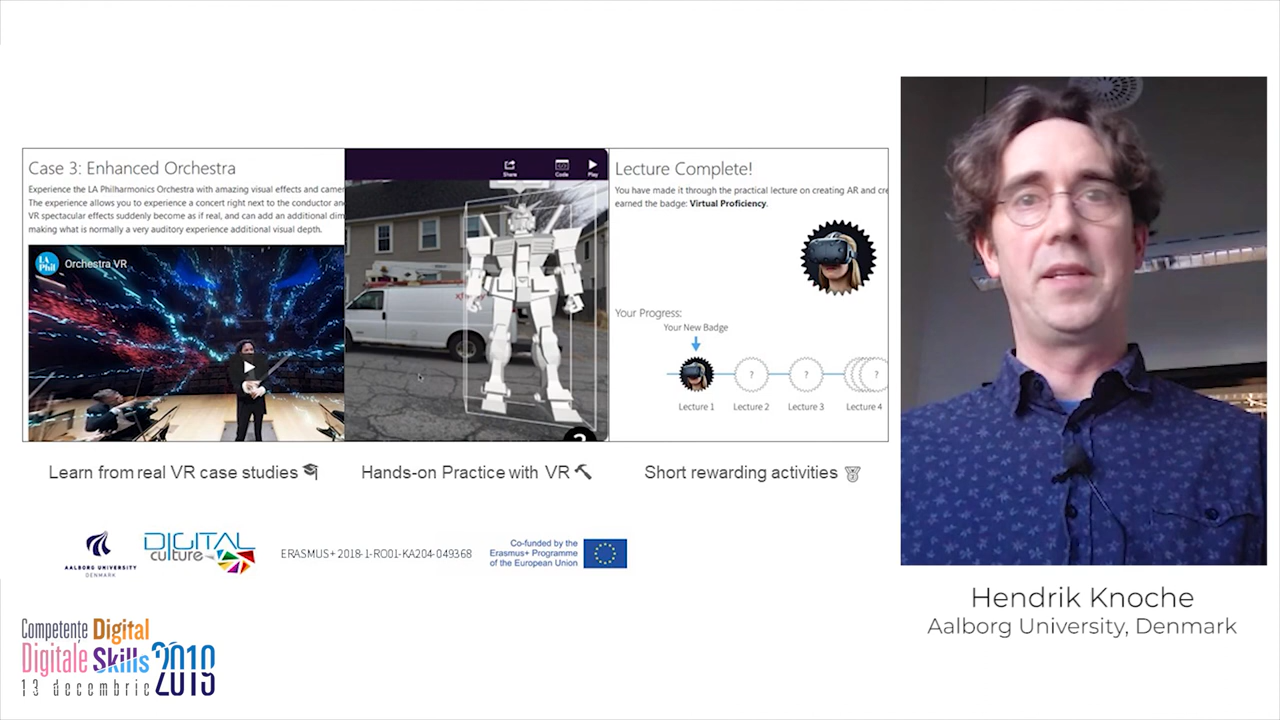 Case 3: Enhanced Orchestra
Experience the LA Philharmonics Orchestra with amazing visual effects and camer
The experience allows you to experience a concert right next to the conductor and
VR spectacular effects suddenly become as if real, and can add an additional dim
making what is normally a very auditory experience additional visual depth.
LA Phil
Orchestra VR
Share
Code
Play
Lecture Complete!
You have made it through the practical lecture on creating AR and cre
earned the badge: Virtual Proficiency.
Your Progress:
Your New Badge
? ? ?
Lecture 1 Lecture 2 Lecture 3 Lecture 4
Learn from real VR case studies
Hands-on Practice with VR
Short rewarding activities
AALBORG UNIVERSITY
DENMARK
DIGITAL
culture
ERASMUS+ 2018-1-RO01-KA204-049368
Co-funded by the
Erasmus+ Programme
of the European Union
Hendrik Knoche
Aalborg University, Denmark
Competențe Digital
Digitale Skills 2019
13 decembrie